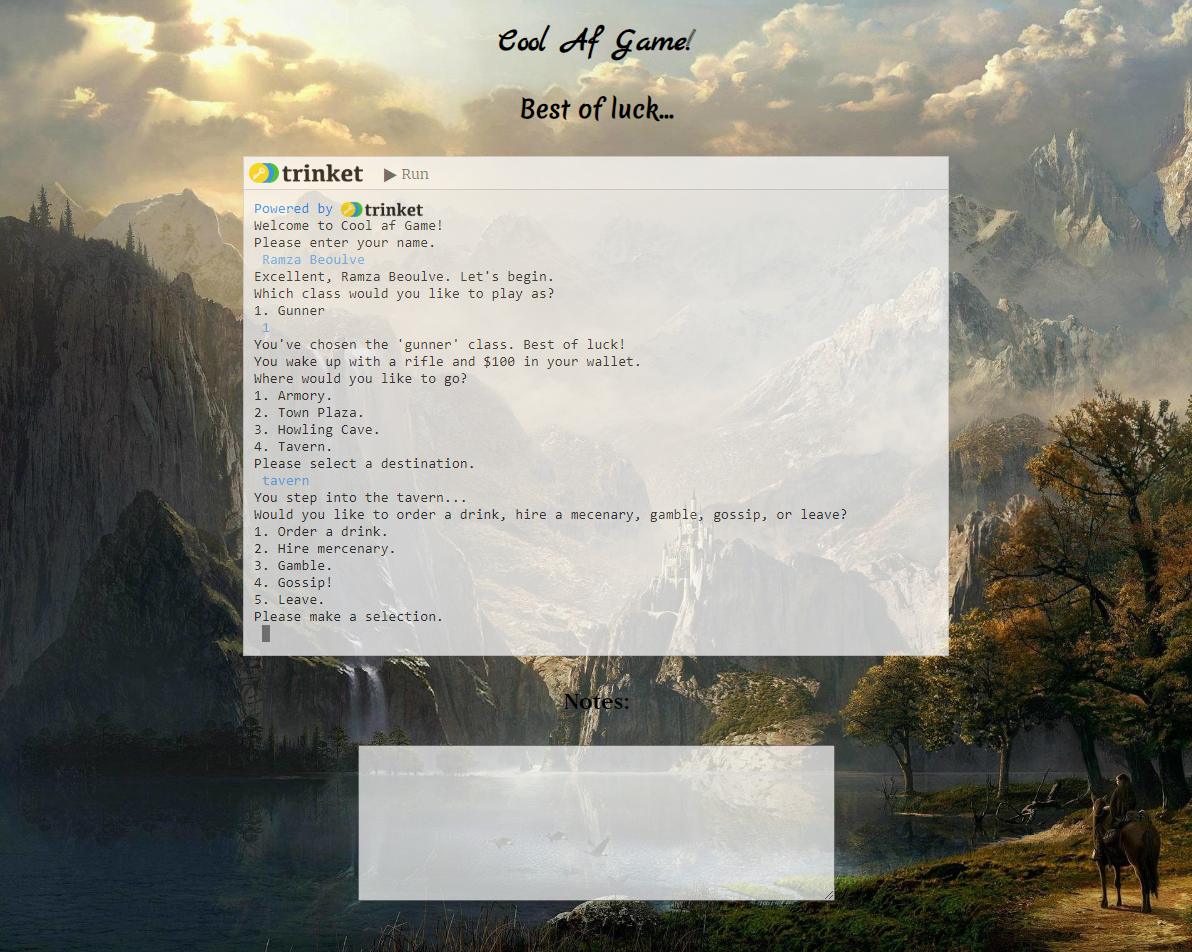 Cool Af Game!
Best of luck...
trinket Run
Powered by trinket
Welcome to Cool af Game!
Please enter your name.
Ramza Beoulve
Excellent, Ramza Beoulve. Let's begin.
Which class would you like to play as?
1. Gunner
1
You've chosen the 'gunner' class. Best of luck!
You wake up with a rifle and $100 in your wallet.
Where would you like to go?
1. Armory.
2. Town Plaza.
3. Howling Cave.
4. Tavern.
Please select a destination.
tavern
You step into the tavern...
Would you like to order a drink, hire a mecenary, gamble, gossip, or leave?
1. Order a drink.
2. Hire mercenary.
3. Gamble.
4. Gossip!
5. Leave.
Please make a selection.
Notes: